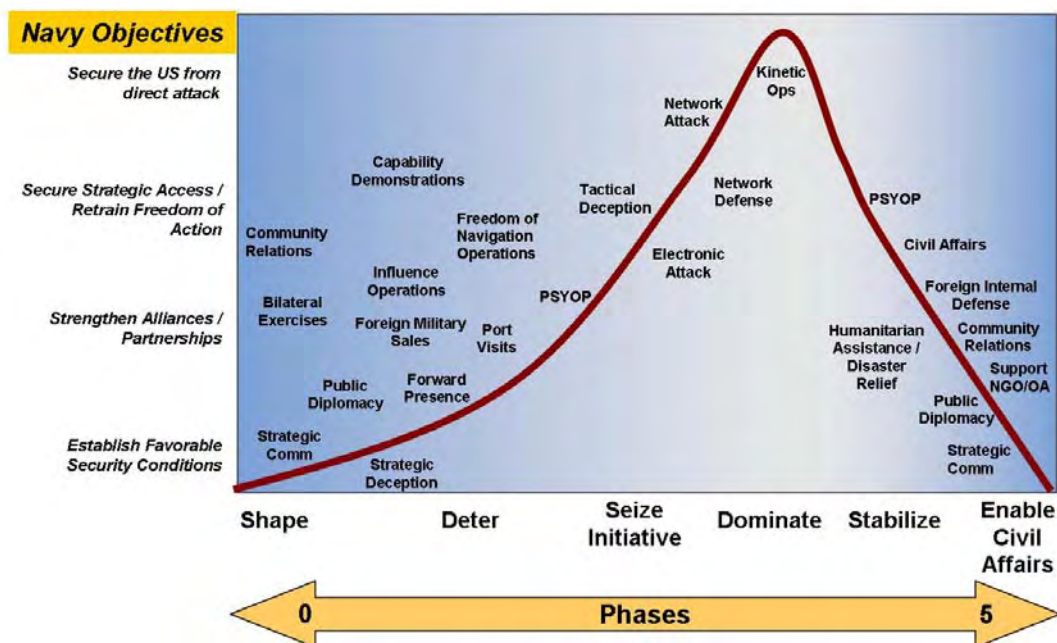 Navy Objectives
Secure the US from
direct attack
Secure Strategic Access /
Retrain Freedom of
Action
Strengthen Alliances /
Partnerships
Establish Favorable
Security Conditions
Kinetic
Ops
Network
Attack
Capability
Demonstrations
Tactical
Deception
Network
Defense
PSYOP
Community
Relations
Freedom of
Navigation
Operations
Civil Affairs
Electronic
Attack
Influence
Operations
PSYOP
Foreign Internal
Defense
Bilateral
Exercises
Foreign Military
Sales
Port
Visits
Humanitarian
Assistance /
Disaster
Relief
Community
Relations
Public
Diplomacy
Forward
Presence
Support
NGO/OA
Public
Diplomacy
Strategic
Comm
Strategic
Deception
Strategic
Comm
Shape
Deter
Seize
Initiative
Dominate
Stabilize
Enable
Civil
Affairs
0
Phases
5